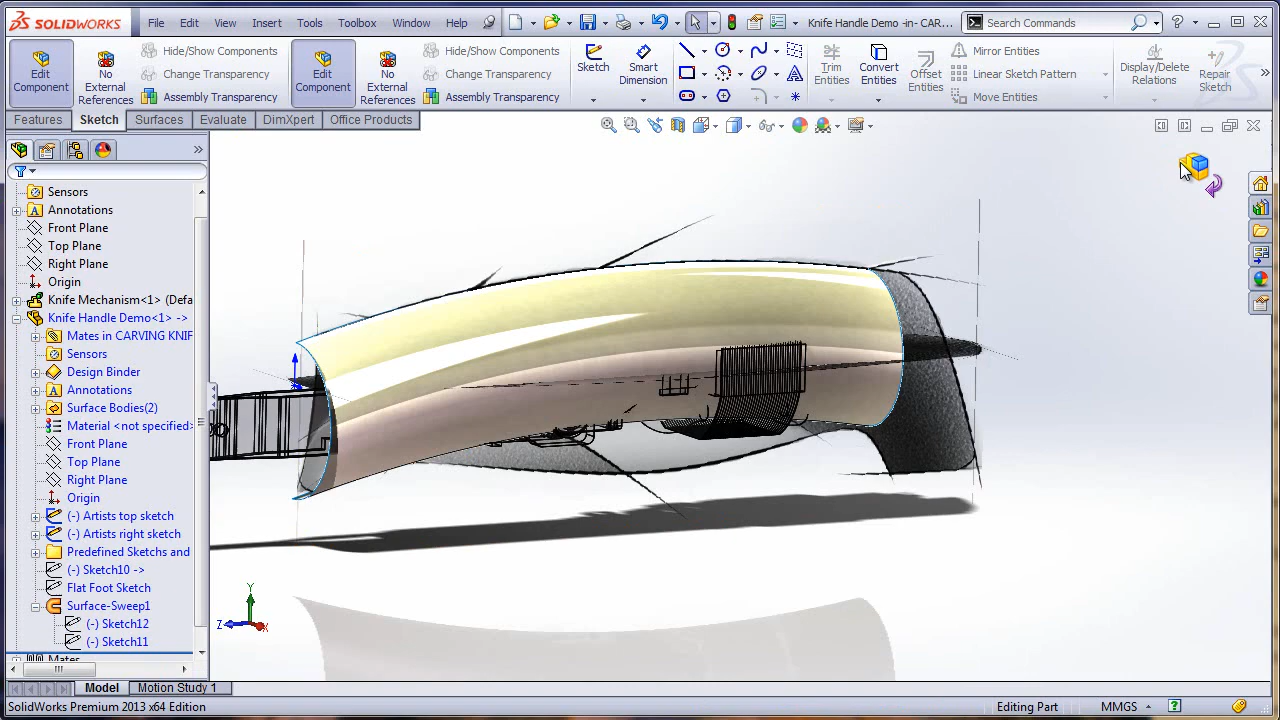 SOLIDWORKS File Edit View Insert Tools Toolbox Window Help Knife Handle Demo -in- CAR... Search Commands
Edit Component
No External References
Hide/Show Components
Change Transparency
Assembly Transparency
Edit Component
No External References
Hide/Show Components
Change Transparency
Assembly Transparency
Sketch
Smart Dimension
Trim Entities
Convert Entities
Offset Entities
Mirror Entities
Linear Sketch Pattern
Move Entities
Display/Delete Relations
Repair Sketch
Features Sketch Surfaces Evaluate DimXpert Office Products
Sensors
Annotations
Front Plane
Top Plane
Right Plane
Origin
Knife Mechanism<1> (Defa
Knife Handle Demo<1> ->
Mates in CARVING KNIF
Sensors
Design Binder
Annotations
Surface Bodies(2)
Material <not specified>
Front Plane
Top Plane
Right Plane
Origin
(-) Artists top sketch
(-) Artists right sketch
Predefined Sketchs and
(-) Sketch10 ->
Flat Foot Sketch
Surface-Sweep1
(-) Sketch12
(-) Sketch11
Mates
Y
Z
X
Model Motion Study 1
SolidWorks Premium 2013 x64 Edition Editing Part MMGS